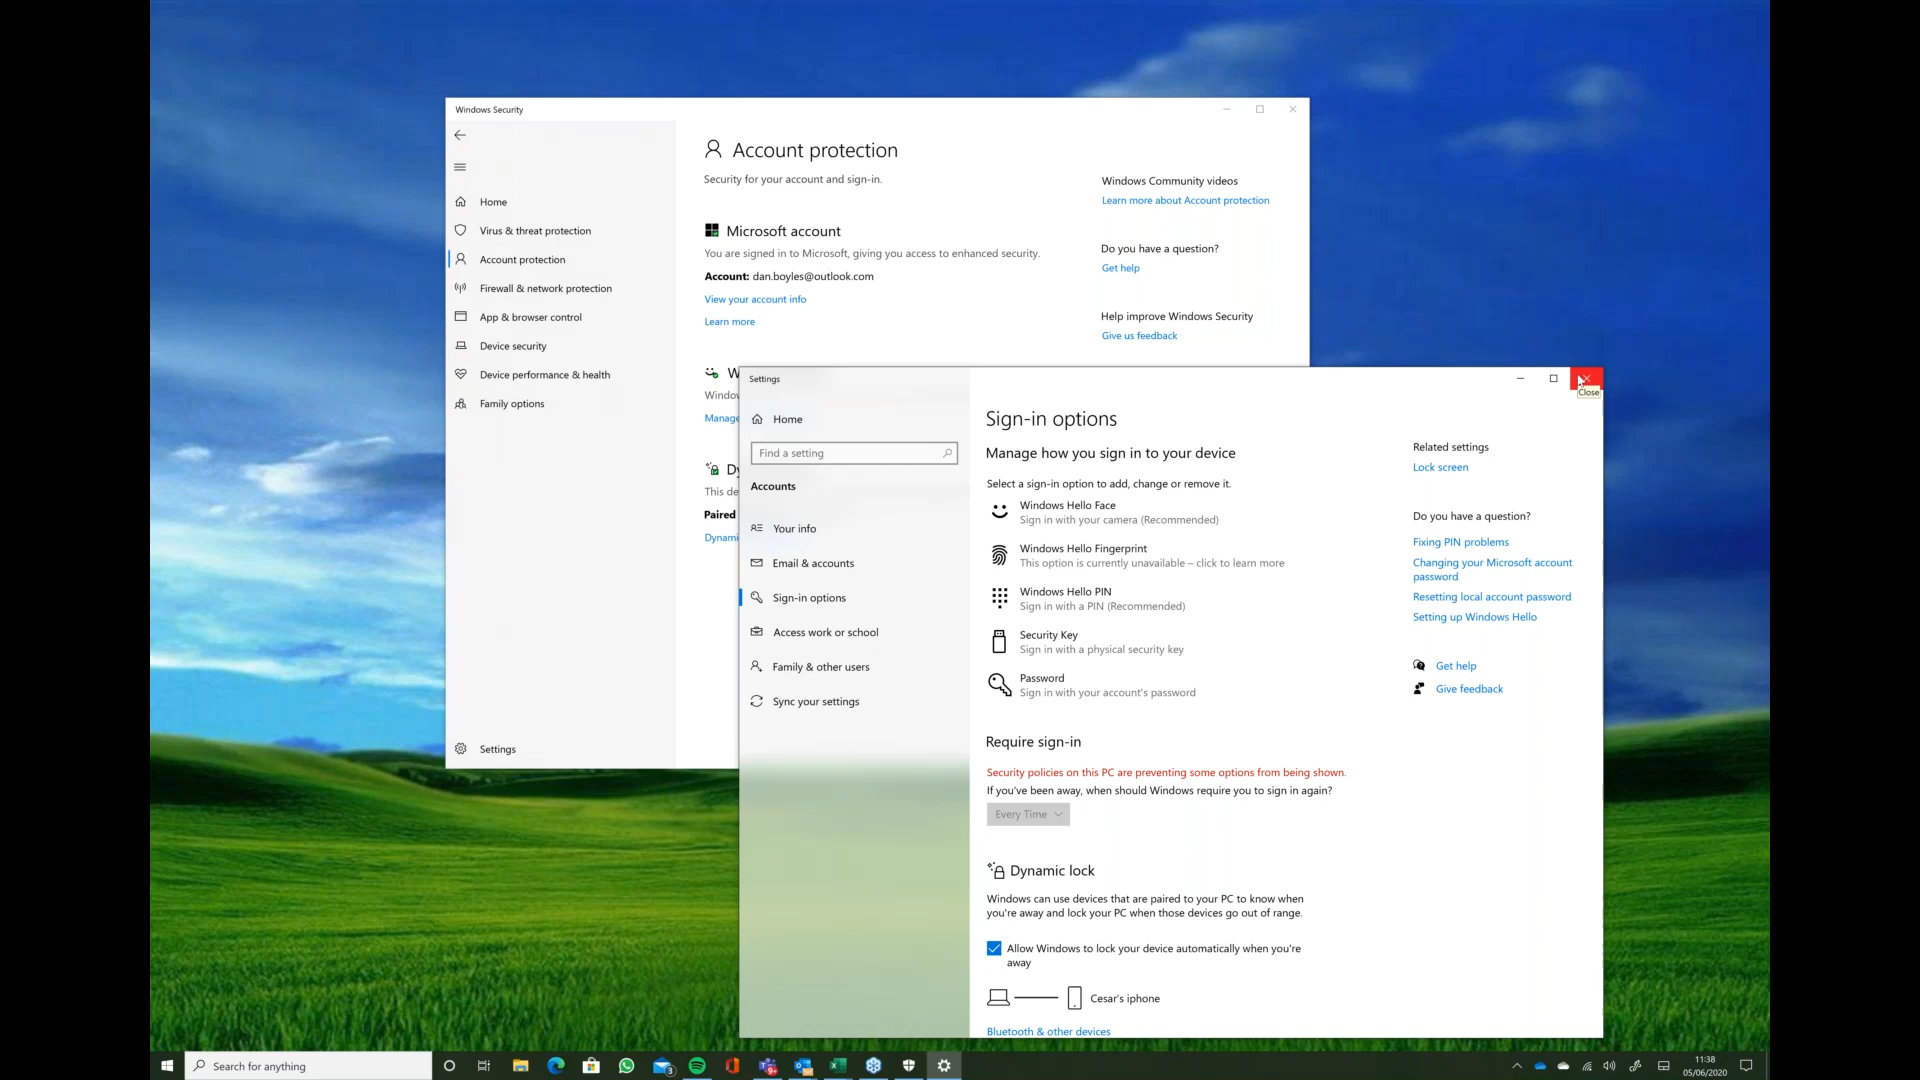 Windows Security
Account protection
Security for your account and sign-in.
Home
Virus & threat protection
Account protection
Firewall & network protection
App & browser control
Device security
Device performance & health
Family options
Settings
Microsoft account
You are signed in to Microsoft, giving you access to enhanced security.
Account: dan.boyles@outlook.com
View your account info
Learn more
W
Windo
Manage
Dy
This de
Paired
Dynami
Windows Community videos
Learn more about Account protection
Do you have a question?
Get help
Help improve Windows Security
Give us feedback
Settings
Close
Home
Find a setting
Accounts
Your info
Email & accounts
Sign-in options
Access work or school
Family & other users
Sync your settings
Sign-in options
Manage how you sign in to your device
Select a sign-in option to add, change or remove it.
Windows Hello Face
Sign in with your camera (Recommended)
Windows Hello Fingerprint
This option is currently unavailable – click to learn more
Windows Hello PIN
Sign in with a PIN (Recommended)
Security Key
Sign in with a physical security key
Password
Sign in with your account's password
Require sign-in
Security policies on this PC are preventing some options from being shown.
If you've been away, when should Windows require you to sign in again?
Every Time
Dynamic lock
Windows can use devices that are paired to your PC to know when
you're away and lock your PC when those devices go out of range.
Allow Windows to lock your device automatically when you're
away
Cesar's iphone
Bluetooth & other devices
Related settings
Lock screen
Do you have a question?
Fixing PIN problems
Changing your Microsoft account
password
Resetting local account password
Setting up Windows Hello
Get help
Give feedback
Search for anything
3
9+
11:38
05/06/2020